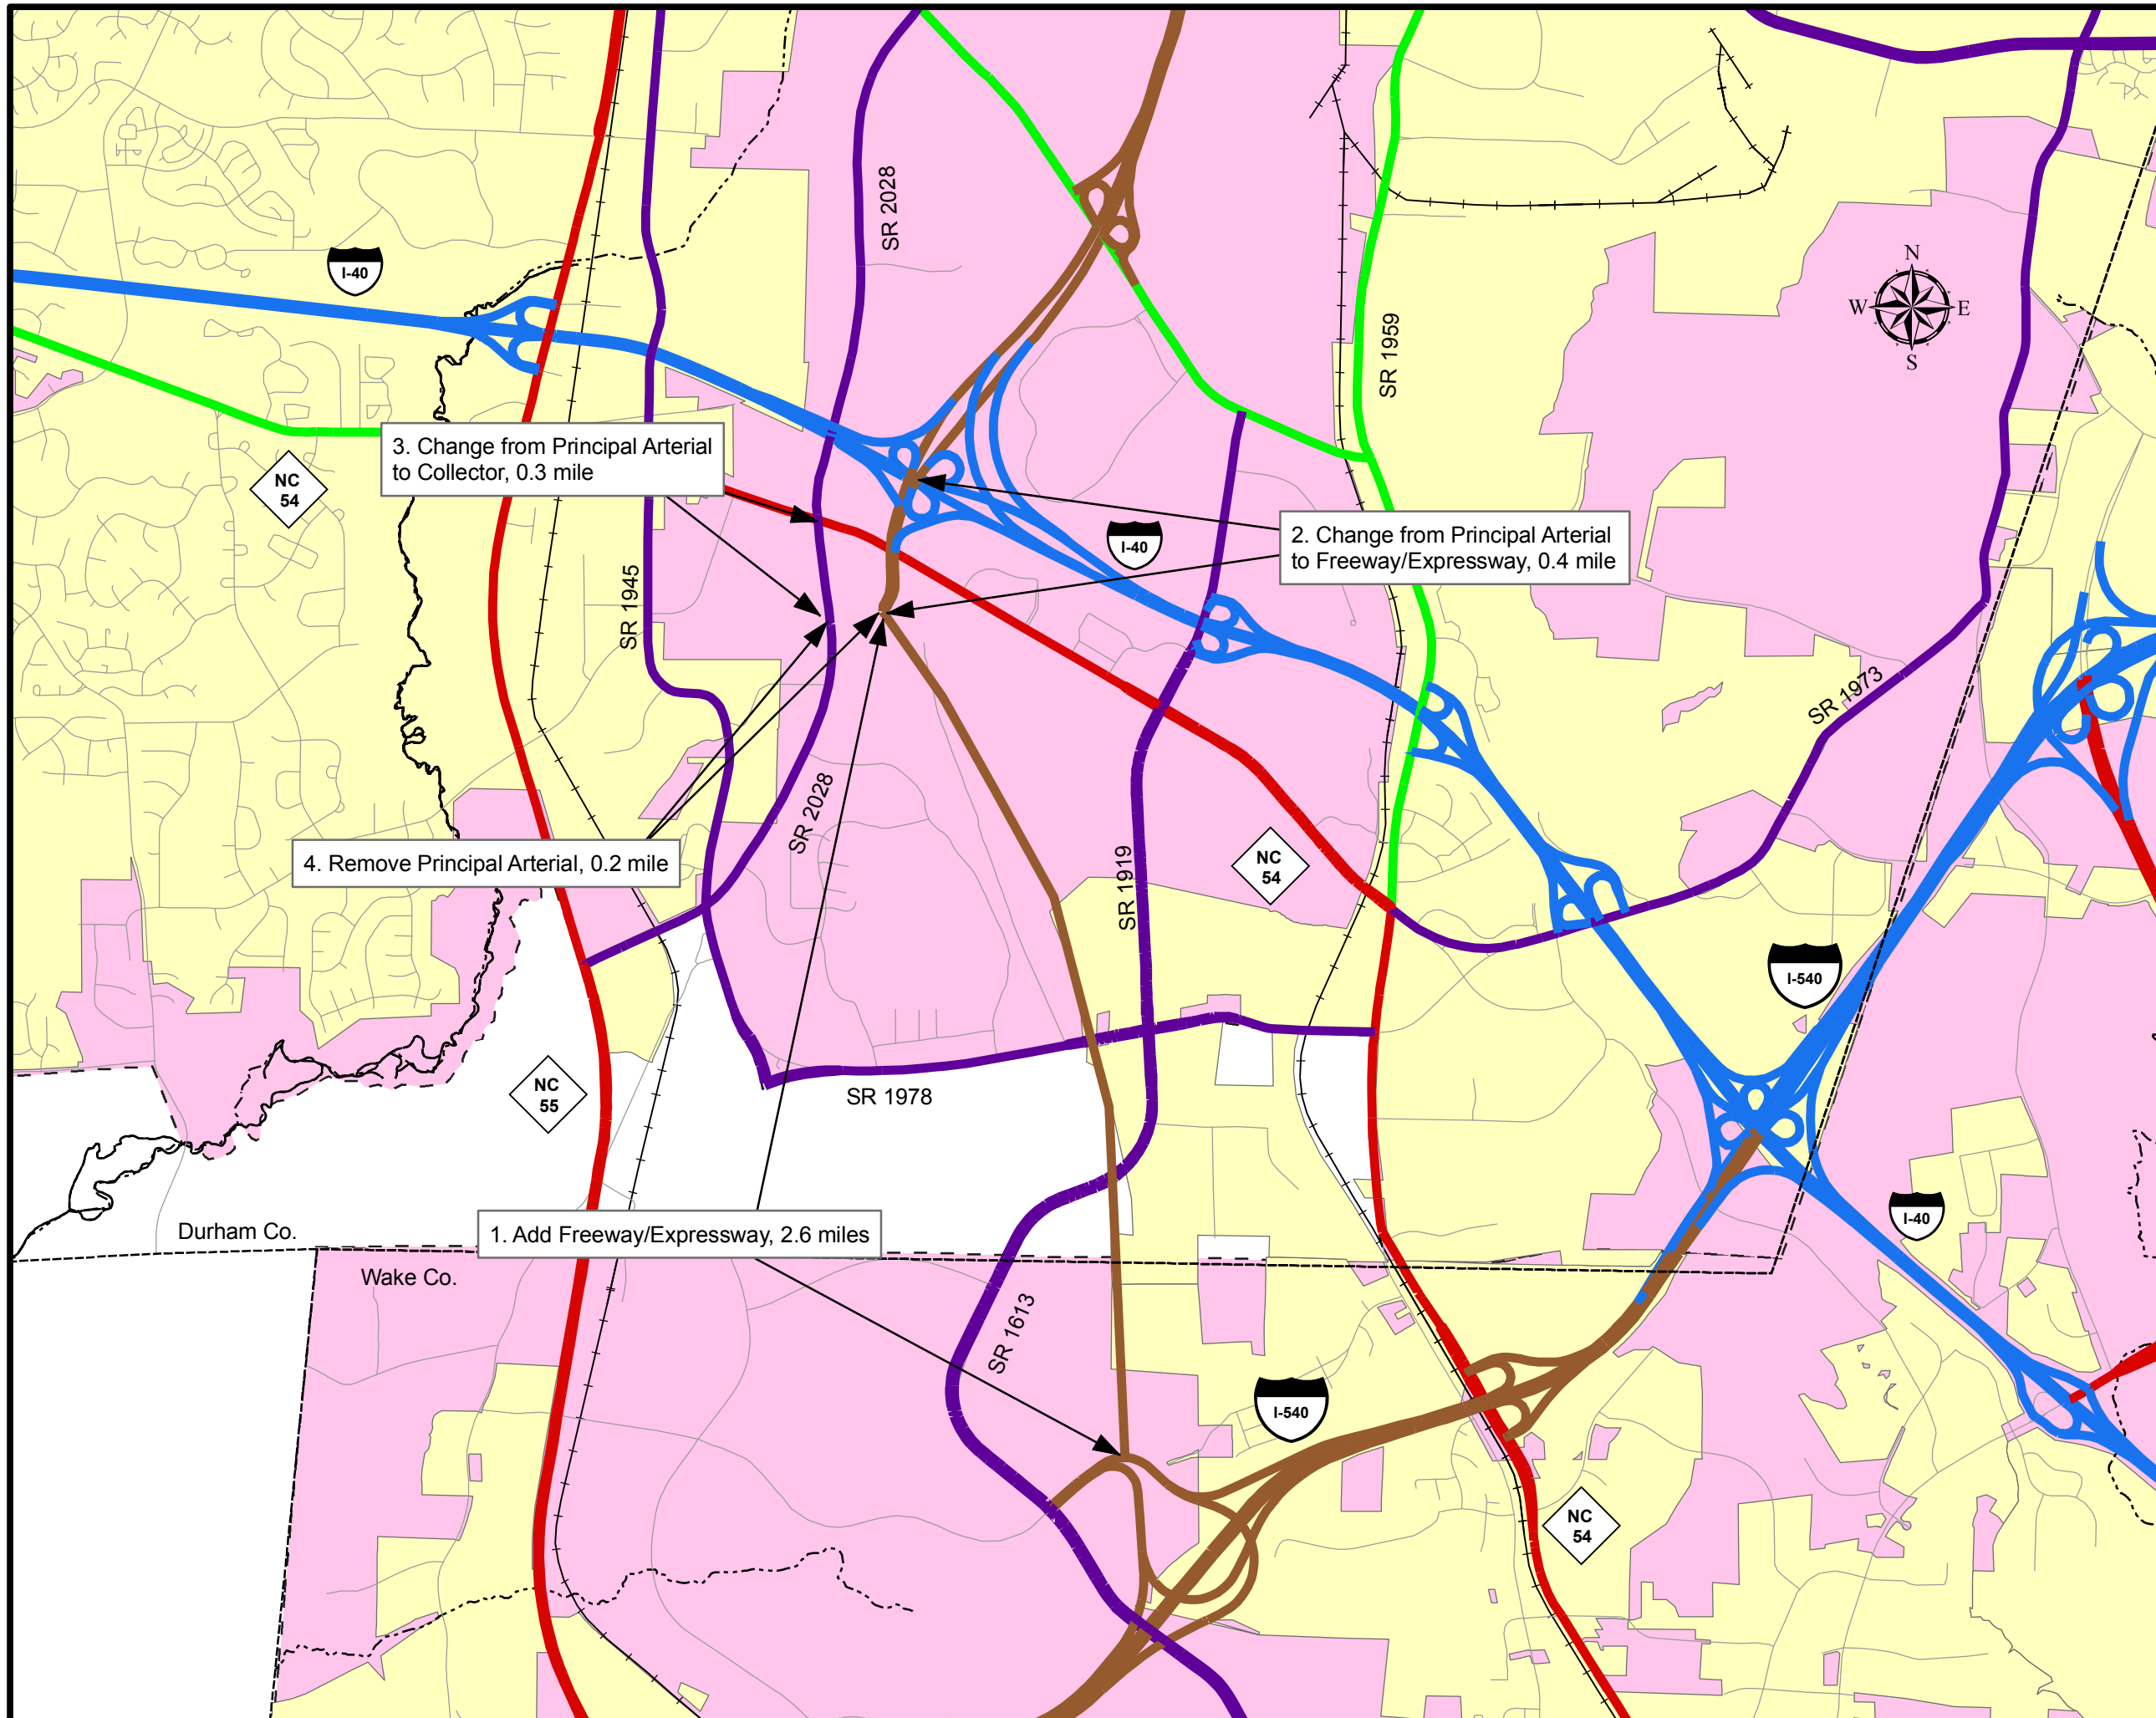 SR 2028
N
W
E
S
I-40
SR 1959
3. Change from Principal Arterial
to Collector, 0.3 mile
NC
54
2. Change from Principal Arterial
to Freeway/Expressway, 0.4 mile
I-40
SR 1945
SR 1973
SR 2028
4. Remove Principal Arterial, 0.2 mile
SR 1919
NC
54
I-540
NC
55
SR 1978
Durham Co.
1. Add Freeway/Expressway, 2.6 miles
I-40
Wake Co.
SR 1613
I-540
NC
54